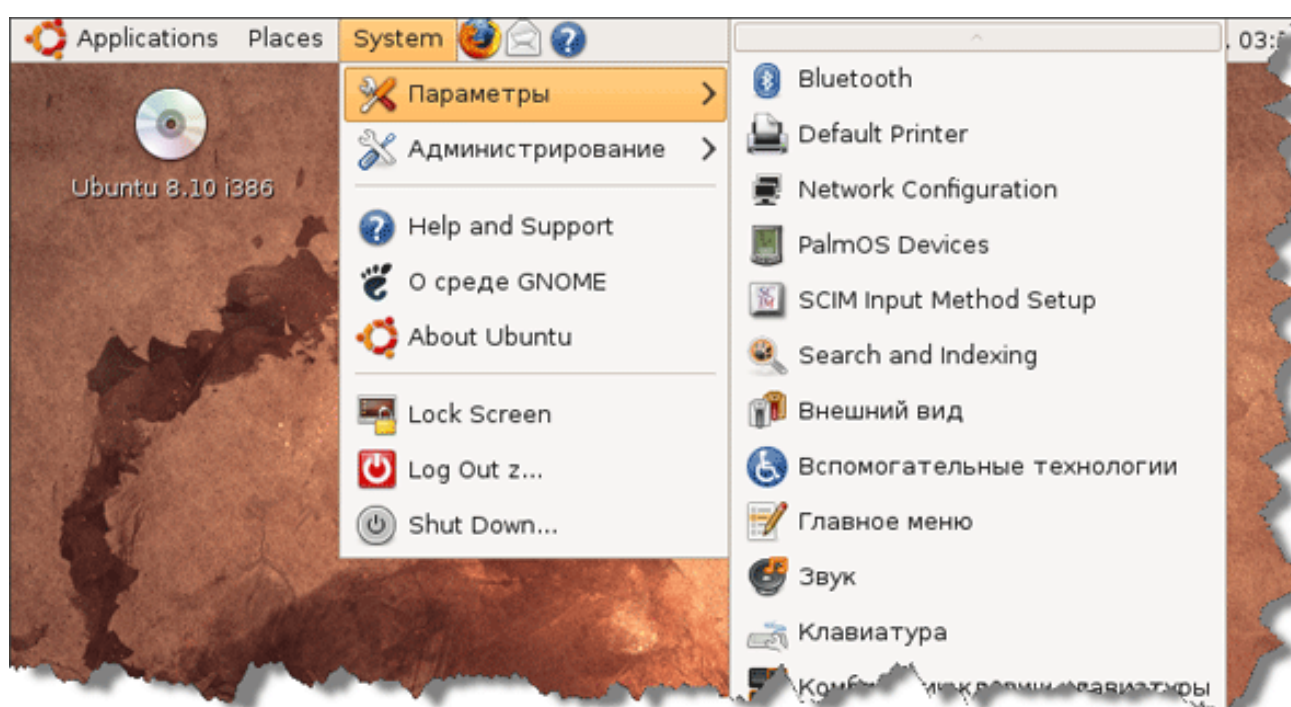 Applications Places System
03:
Ubuntu 8.10 i386
Параметры
Администрирование
Help and Support
О среде GNOME
About Ubuntu
Lock Screen
Log Out z...
Shut Down...
Bluetooth
Default Printer
Network Configuration
PalmOS Devices
SCIM Input Method Setup
Search and Indexing
Внешний вид
Вспомогательные технологии
Главное меню
Звук
Клавиатура